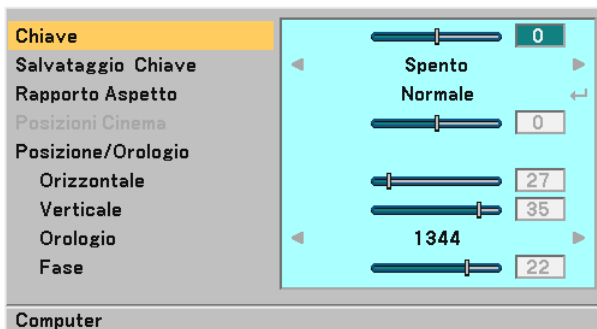 Chiave 0
Salvataggio Chiave Spento
Rapporto Aspetto Normale
Posizioni Cinema 0
Posizione/Orologio
Orizzontale 27
Verticale 35
Orologio 1344
Fase 22
Computer